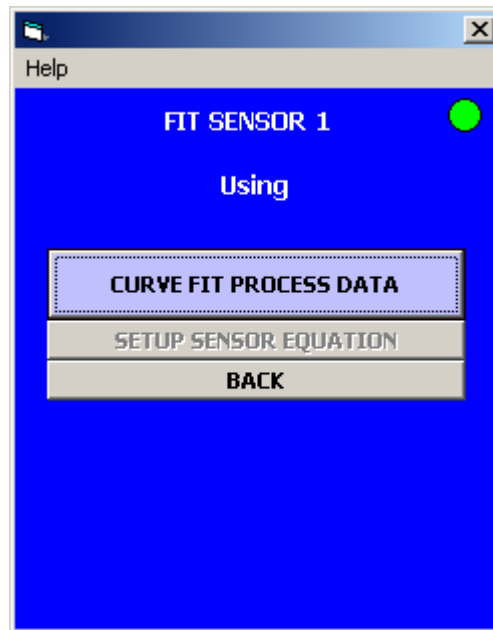 Help
FIT SENSOR 1
Using
CURVE FIT PROCESS DATA
SETUP SENSOR EQUATION
BACK